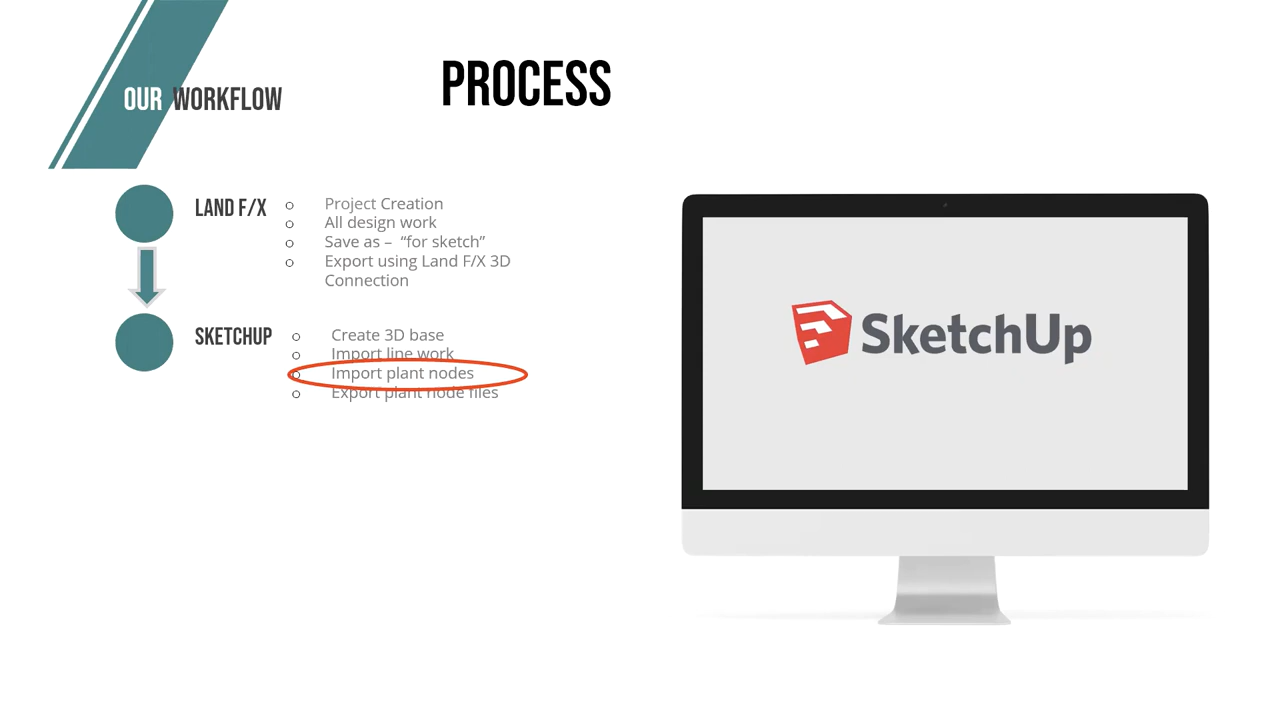 OUR WORKFLOW
PROCESS
LAND F/X
Project Creation
All design work
Save as – “for sketch”
Export using Land F/X 3D
Connection
SKETCHUP
Create 3D base
Import line work
Import plant nodes
Export plant node files
SketchUp